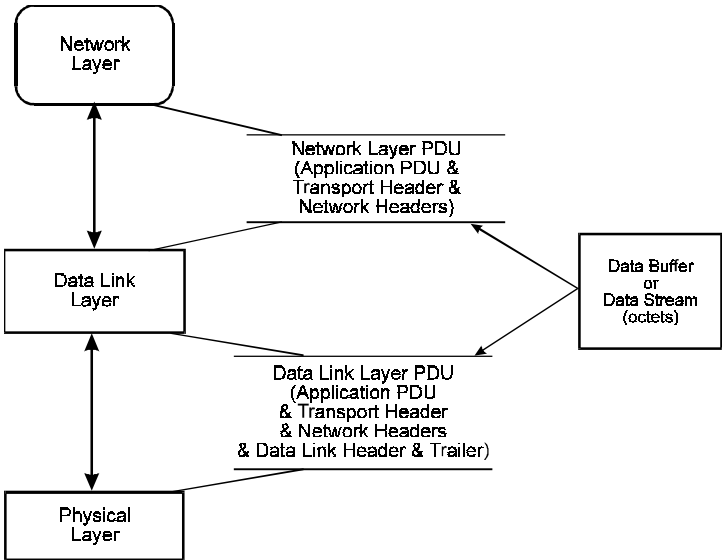 Network
Layer
Network Layer PDU
(Application PDU &
Transport Header &
Network Headers)
Data Link
Layer
Data Buffer
or
Data Stream
(octets)
Data Link Layer PDU
(Application PDU
& Transport Header
& Network Headers
& Data Link Header & Trailer)
Physical
Layer